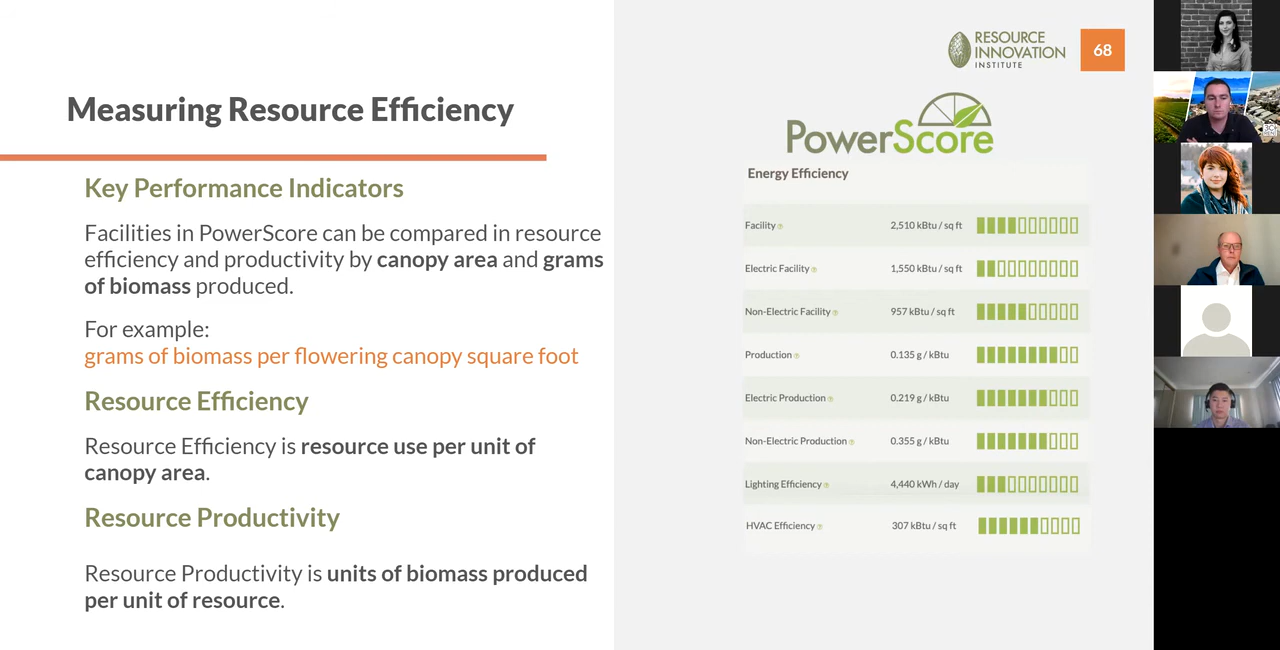 Measuring Resource Efficiency
Key Performance Indicators
Facilities in PowerScore can be compared in resource
efficiency and productivity by canopy area and grams
of biomass produced.
For example:
grams of biomass per flowering canopy square foot
Resource Efficiency
Resource Efficiency is resource use per unit of
canopy area.
Resource Productivity
Resource Productivity is units of biomass produced
per unit of resource.
RESOURCE
INNOVATION
INSTITUTE
68
PowerScore
Energy Efficiency
Facility 2,510 kBtu / sq ft
Electric Facility 1,550 kBtu / sq ft
Non-Electric Facility 957 kBtu / sq ft
Production 0.135 g / kBtu
Electric Production 0.219 g / kBtu
Non-Electric Production 0.355 g / kBtu
Lighting Efficiency 4,440 kWh / day
HVAC Efficiency 307 kBtu / sq ft